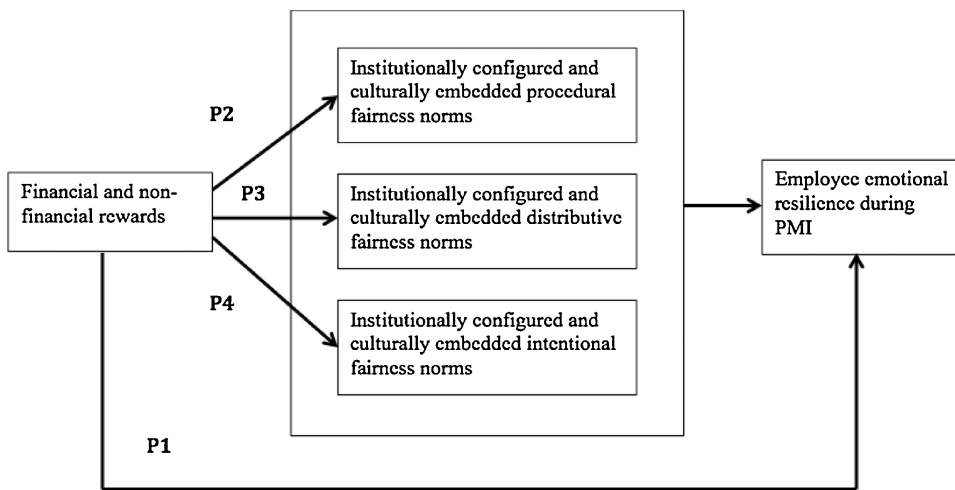 Institutionally configured and
culturally embedded procedural
fairness norms
P2
Financial and non-
financial rewards
P3
Institutionally configured and
culturally embedded distributive
fairness norms
Employee emotional
resilience during
PMI
P4
Institutionally configured and
culturally embedded intentional
fairness norms
P1